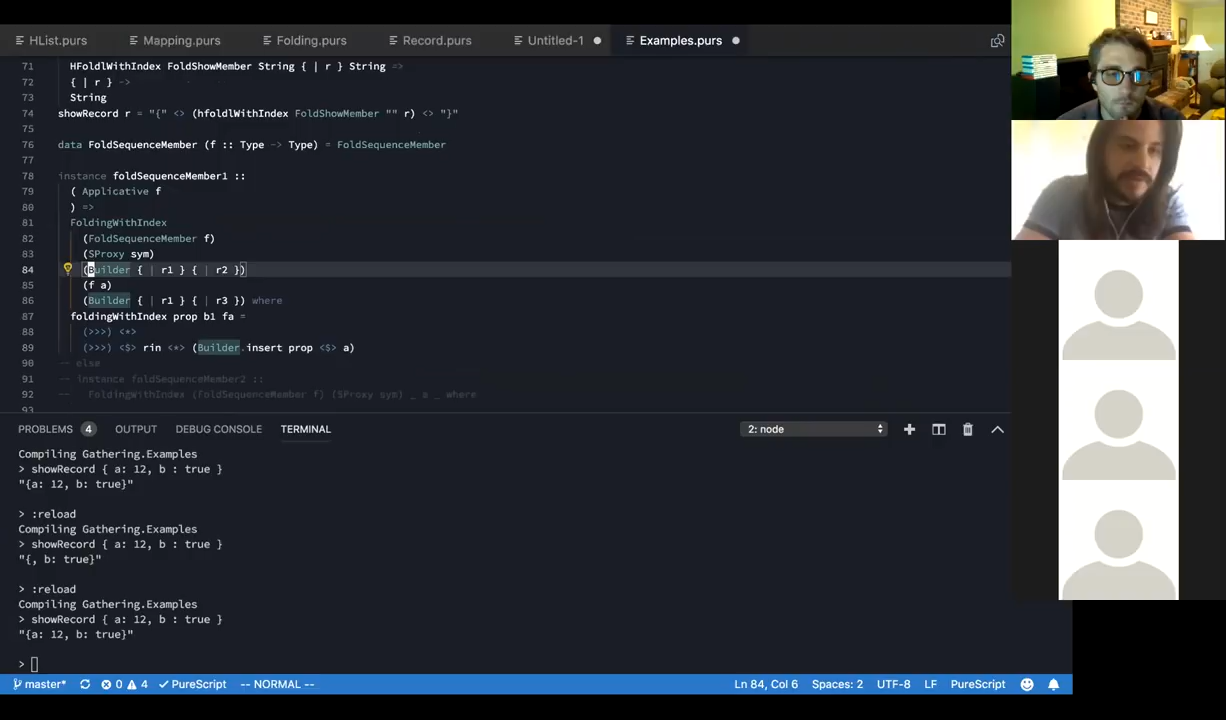 HList.purs Mapping.purs Folding.purs Record.purs Untitled-1 Examples.purs
71 HFoldlWithIndex FoldShowMember String { | r } String =>
72 { | r } ->
73 String
74 showRecord r = "{" <> (hfoldlWithIndex FoldShowMember "" r) <> "}"
75
76 data FoldSequenceMember (f :: Type -> Type) = FoldSequenceMember
77
78 instance foldSequenceMember1 ::
79 ( Applicative f
80 ) =>
81 FoldingWithIndex
82 (FoldSequenceMember f)
83 (SProxy sym)
84 (Builder { | r1 } { | r2 })
85 (f a)
86 (Builder { | r1 } { | r3 }) where
87 foldingWithIndex prop b1 fa =
88 (>>>) <*>
89 (>>>) <$> rin <*> (Builder.insert prop <$> a)
90 -- else
91 -- instance foldSequenceMember2 ::
92 -- FoldingWithIndex (FoldSequenceMember f) (SProxy sym) _ a _ where
93
PROBLEMS 4 OUTPUT DEBUG CONSOLE TERMINAL 2: node
Compiling Gathering.Examples
> showRecord { a: 12, b : true }
"{a: 12, b: true}"
> :reload
Compiling Gathering.Examples
> showRecord { a: 12, b : true }
"{, b: true}"
> :reload
Compiling Gathering.Examples
> showRecord { a: 12, b : true }
"{a: 12, b: true}"
>
master* 0 4 PureScript -- NORMAL -- Ln 84, Col 6 Spaces: 2 UTF-8 LF PureScript